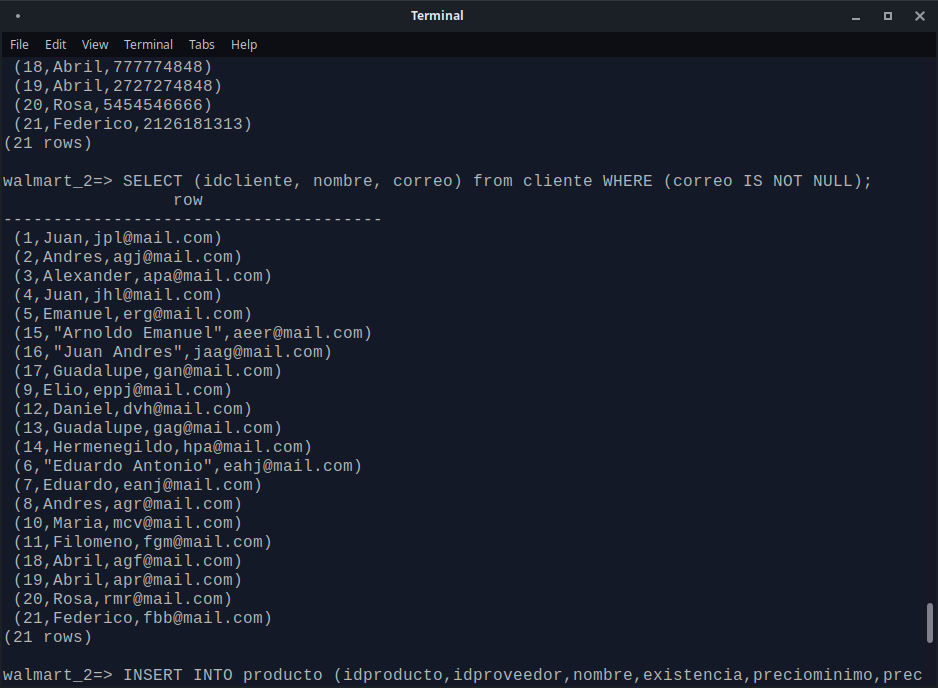 Terminal
File Edit View Terminal Tabs Help
(18,Abril,777774848)
(19,Abril,2727274848)
(20,Rosa,5454546666)
(21,Federico,2126181313)
(21 rows)
walmart_2=> SELECT (idcliente, nombre, correo) from cliente WHERE (correo IS NOT NULL);
row
--------------------------------------
(1,Juan,jpl@mail.com)
(2,Andres,agj@mail.com)
(3,Alexander,apa@mail.com)
(4,Juan,jhl@mail.com)
(5,Emanuel,erg@mail.com)
(15,"Arnoldo Emanuel",aeer@mail.com)
(16,"Juan Andres",jaag@mail.com)
(17,Guadalupe,gan@mail.com)
(9,Elio,eppj@mail.com)
(12,Daniel,dvh@mail.com)
(13,Guadalupe,gag@mail.com)
(14,Hermenegildo,hpa@mail.com)
(6,"Eduardo Antonio",eahj@mail.com)
(7,Eduardo,eanj@mail.com)
(8,Andres,agr@mail.com)
(10,Maria,mcv@mail.com)
(11,Filomeno,fgm@mail.com)
(18,Abril,agf@mail.com)
(19,Abril,apr@mail.com)
(20,Rosa,rmr@mail.com)
(21,Federico,fbb@mail.com)
(21 rows)
walmart_2=> INSERT INTO producto (idproducto,idproveedor,nombre,existencia,preciominimo,prec